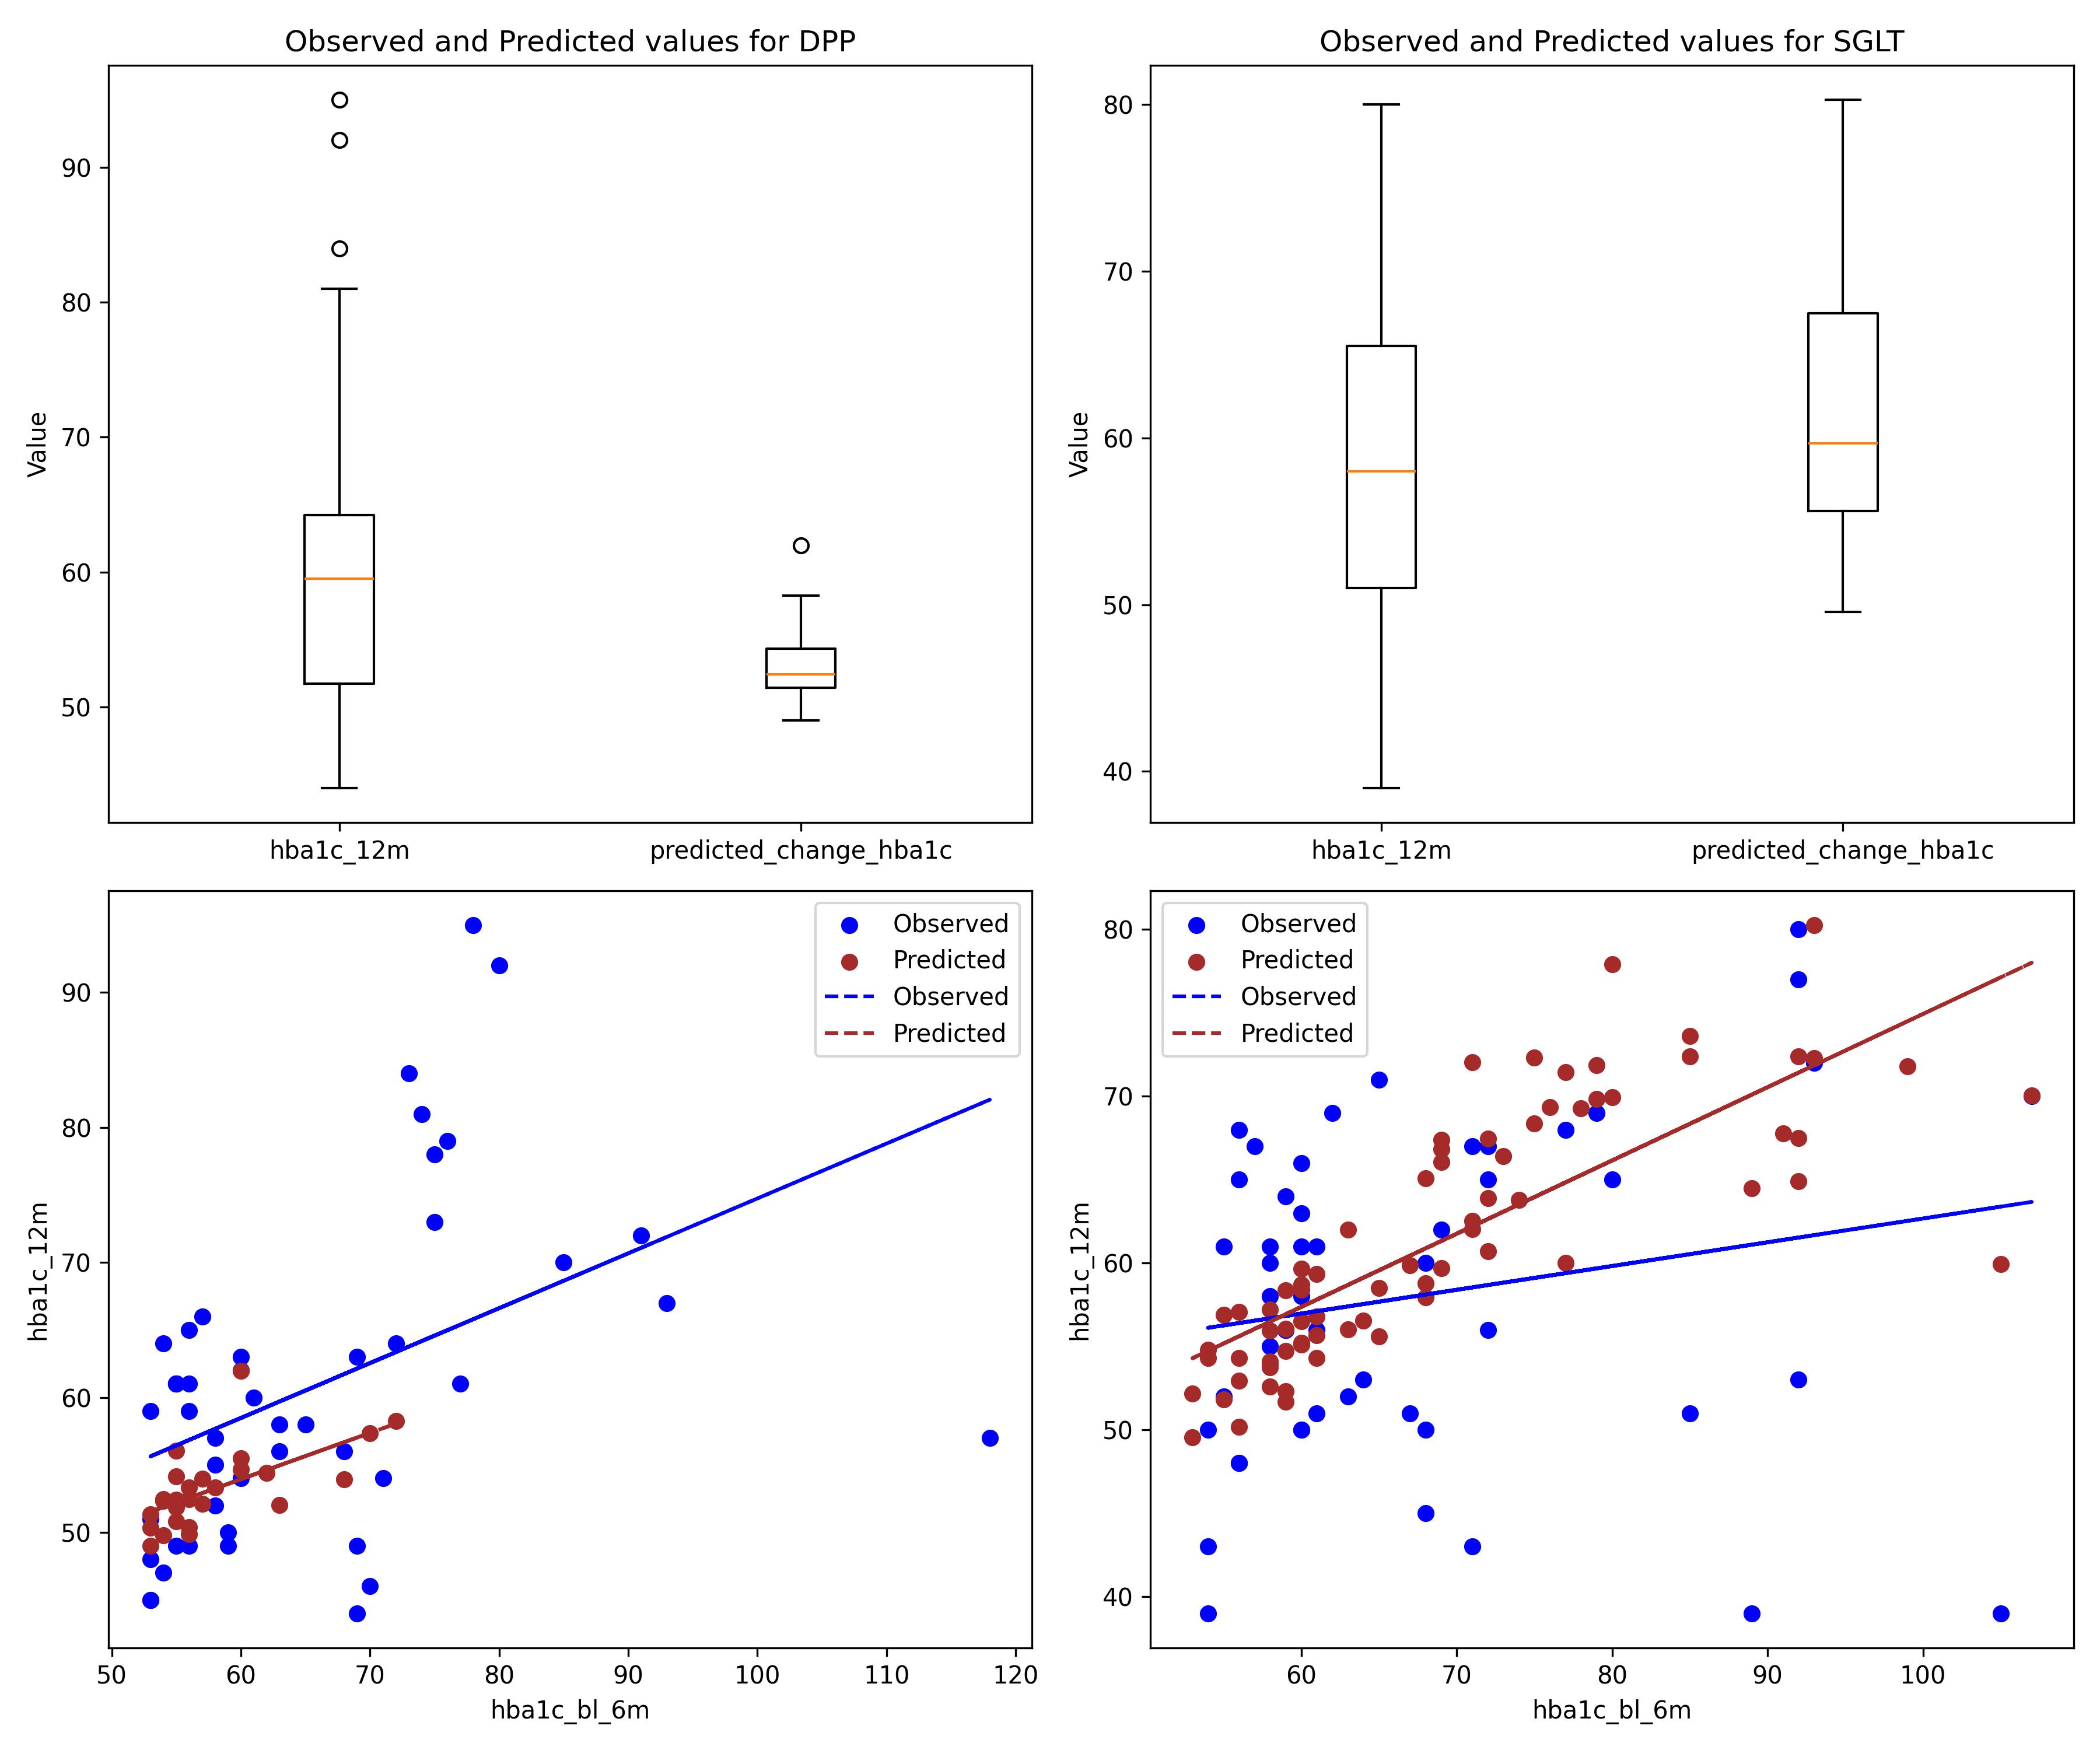 Observed and Predicted values for DPP
Value
90
80
70
60
50
hba1c_12m
predicted_change_hba1c
Observed and Predicted values for SGLT
Value
80
70
60
50
40
hba1c_12m
predicted_change_hba1c
hba1c_12m
90
80
70
60
50
Observed
Predicted
Observed
Predicted
50
60
70
80
90
100
110
120
hba1c_bl_6m
hba1c_12m
80
70
60
50
40
Observed
Predicted
Observed
Predicted
60
70
80
90
100
hba1c_bl_6m